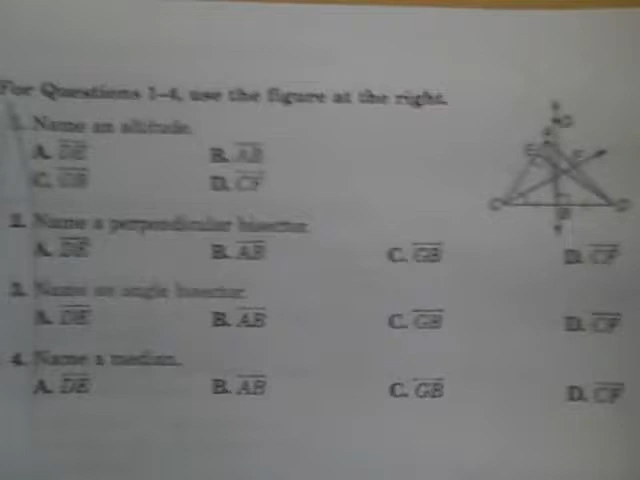 For Questions 1–4, use the figure at the right.
1. Name an altitude.
A. DE B. AB
C. GB D. CF
2. Name a perpendicular bisector.
A. DE B. AB C. GB D. CF
3. Name an angle bisector.
A. DE B. AB C. GB D. CF
4. Name a median.
A. DE B. AB C. GB D. CF